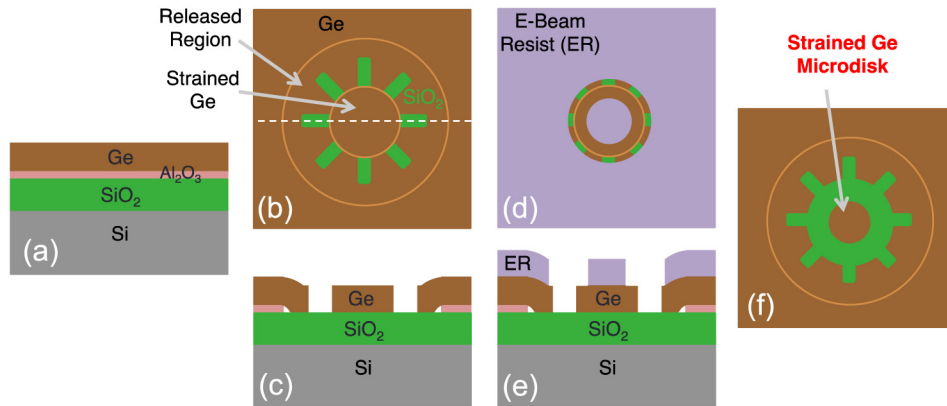 Released
Region
Ge
Strained
Ge
SiO₂
(b)
E-Beam
Resist (ER)
(d)
Strained Ge
Microdisk
(f)
Ge
Al₂O₃
SiO₂
Si
(a)
Ge
SiO₂
Si
(c)
ER
Ge
SiO₂
Si
(e)